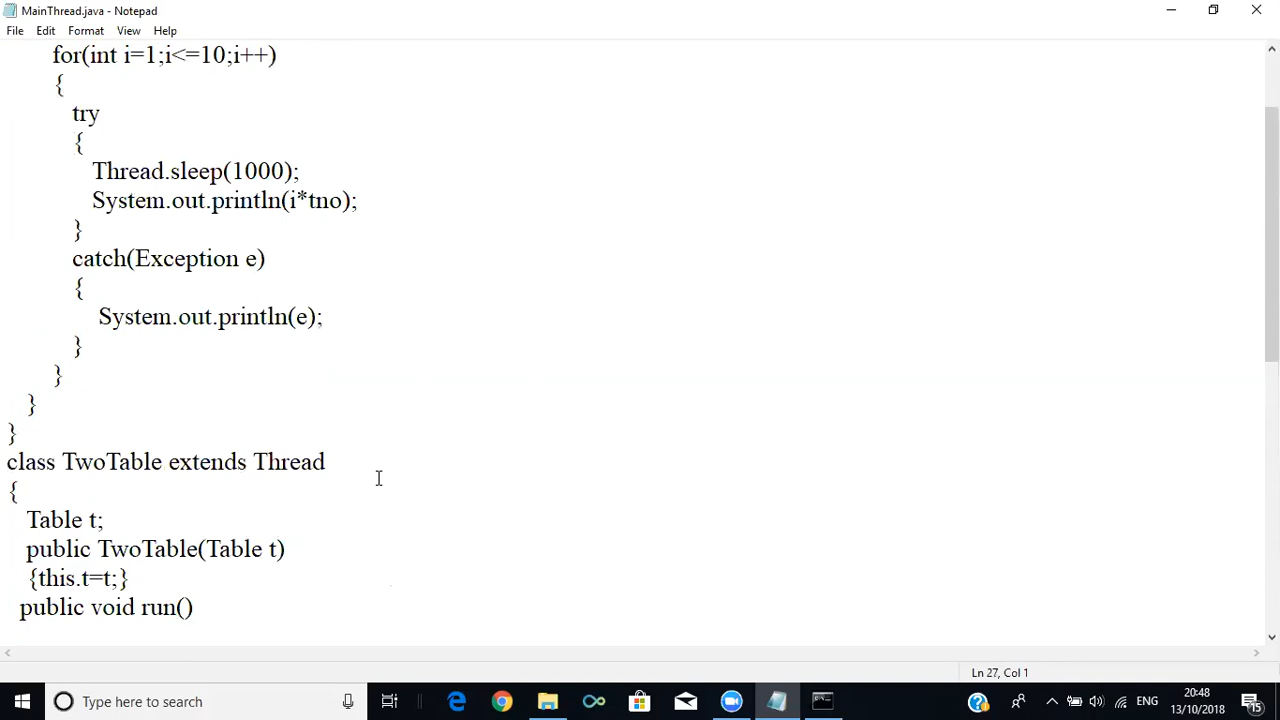 MainThread.java - Notepad
File Edit Format View Help
for(int i=1;i<=10;i++)
{
try
{
Thread.sleep(1000);
System.out.println(i*tno);
}
catch(Exception e)
{
System.out.println(e);
}
}
}
}
class TwoTable extends Thread
{
Table t;
public TwoTable(Table t)
{this.t=t;}
public void run()
Ln 27, Col 1
Type here to search
ENG
20:48
13/10/2018
15